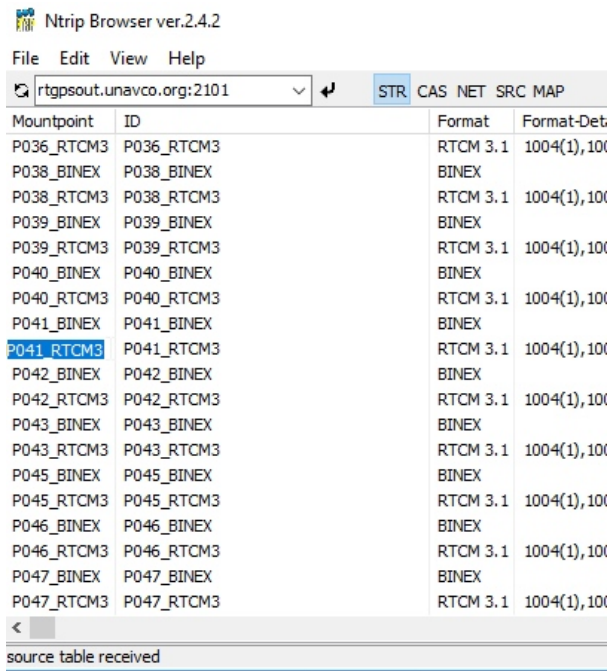 Ntrip Browser ver.2.4.2
File Edit View Help
rtgpsout.unavco.org:2101 STR CAS NET SRC MAP
Mountpoint ID Format Format-Deta
P036_RTCM3 P036_RTCM3 RTCM 3.1 1004(1),100
P038_BINEX P038_BINEX BINEX
P038_RTCM3 P038_RTCM3 RTCM 3.1 1004(1),100
P039_BINEX P039_BINEX BINEX
P039_RTCM3 P039_RTCM3 RTCM 3.1 1004(1),100
P040_BINEX P040_BINEX BINEX
P040_RTCM3 P040_RTCM3 RTCM 3.1 1004(1),100
P041_BINEX P041_BINEX BINEX
P041_RTCM3 P041_RTCM3 RTCM 3.1 1004(1),100
P042_BINEX P042_BINEX BINEX
P042_RTCM3 P042_RTCM3 RTCM 3.1 1004(1),100
P043_BINEX P043_BINEX BINEX
P043_RTCM3 P043_RTCM3 RTCM 3.1 1004(1),100
P045_BINEX P045_BINEX BINEX
P045_RTCM3 P045_RTCM3 RTCM 3.1 1004(1),100
P046_BINEX P046_BINEX BINEX
P046_RTCM3 P046_RTCM3 RTCM 3.1 1004(1),100
P047_BINEX P047_BINEX BINEX
P047_RTCM3 P047_RTCM3 RTCM 3.1 1004(1),100
source table received